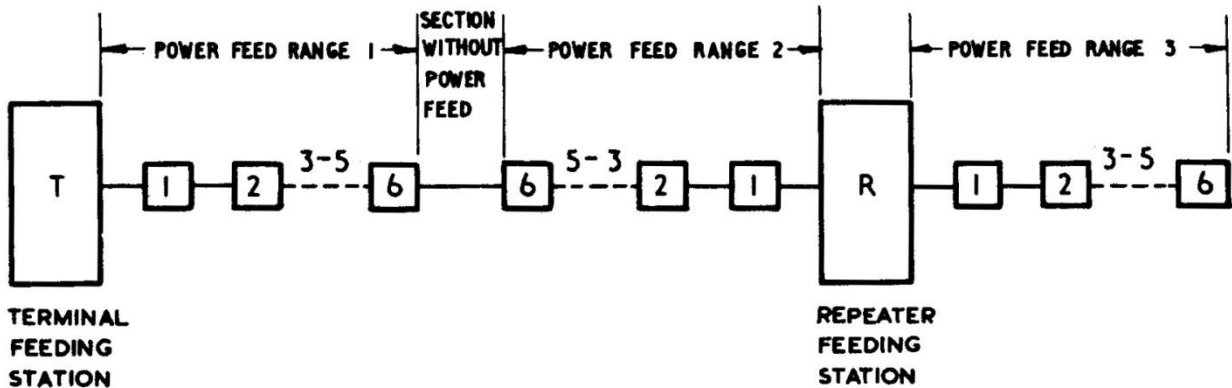 POWER FEED RANGE 1
SECTION
WITHOUT
POWER
FEED
POWER FEED RANGE 2
POWER FEED RANGE 3
T
1
2
3-5
6
6
5-3
2
1
R
1
2
3-5
6
TERMINAL
FEEDING
STATION
REPEATER
FEEDING
STATION